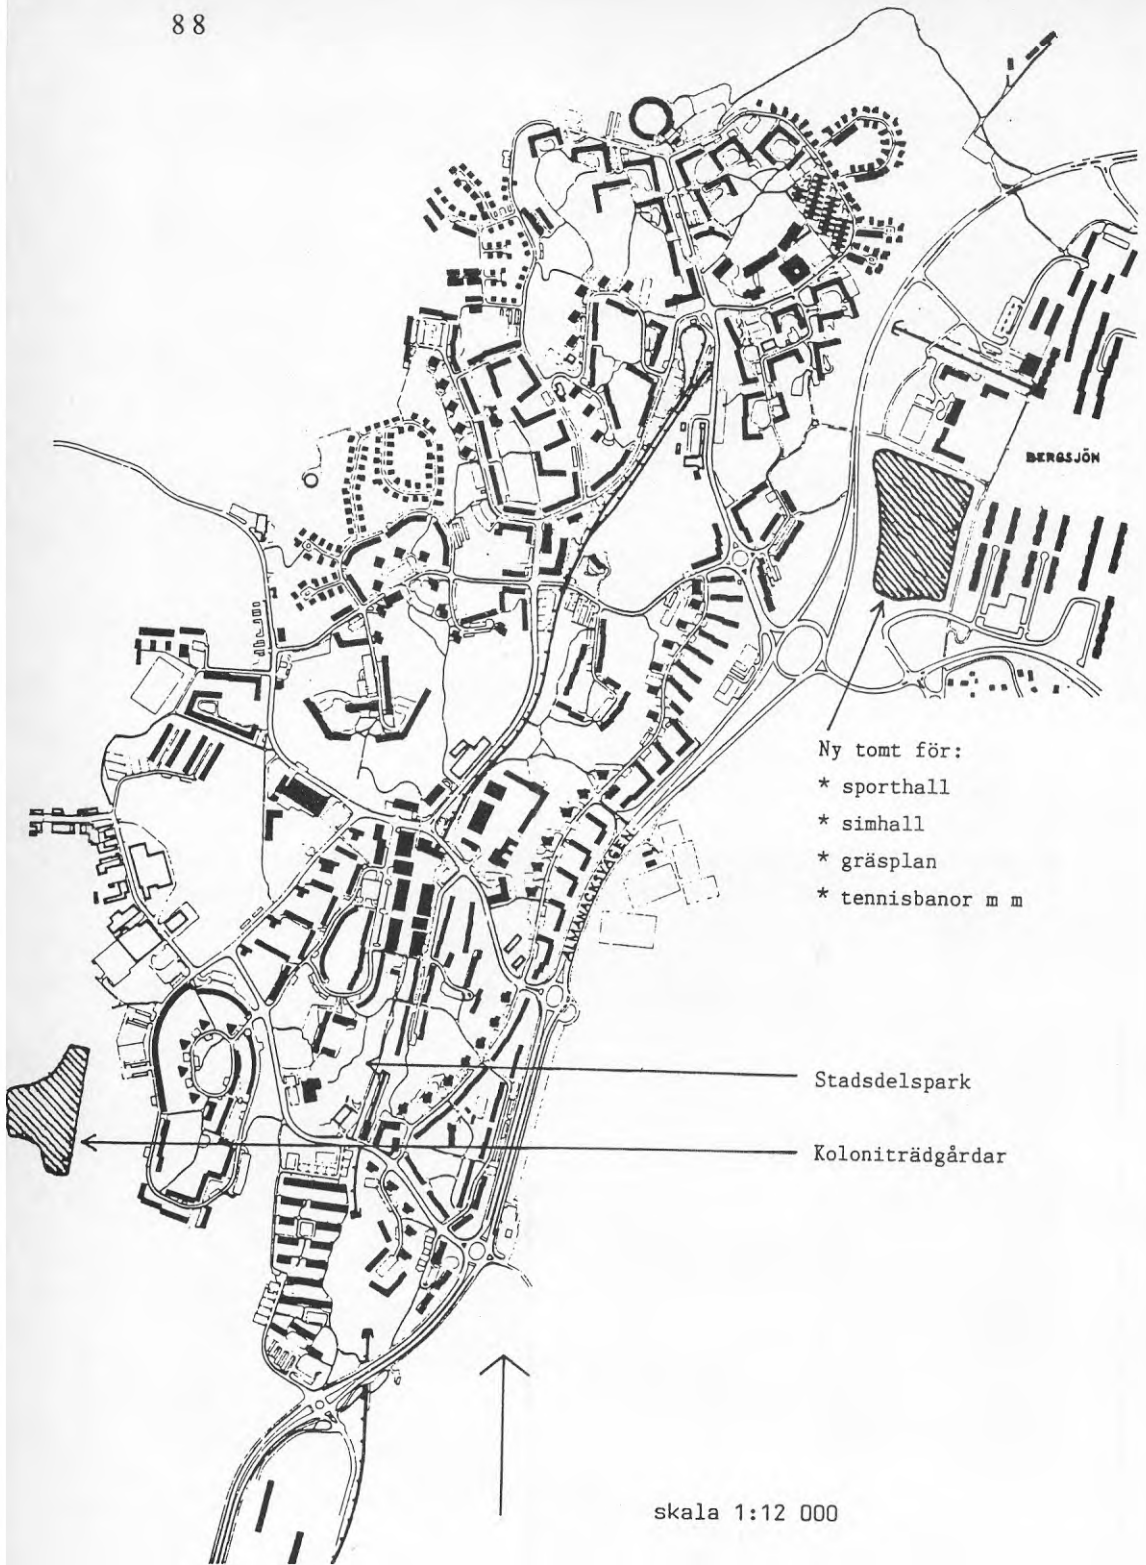 88
BERGSJÖN
Ny tomt för:
* sporthall
* simhall
* gräsplan
* tennisbanor m m
ALMANACKSVÄGEN
Stadsdelspark
Koloniträdgårdar
skala 1:12 000